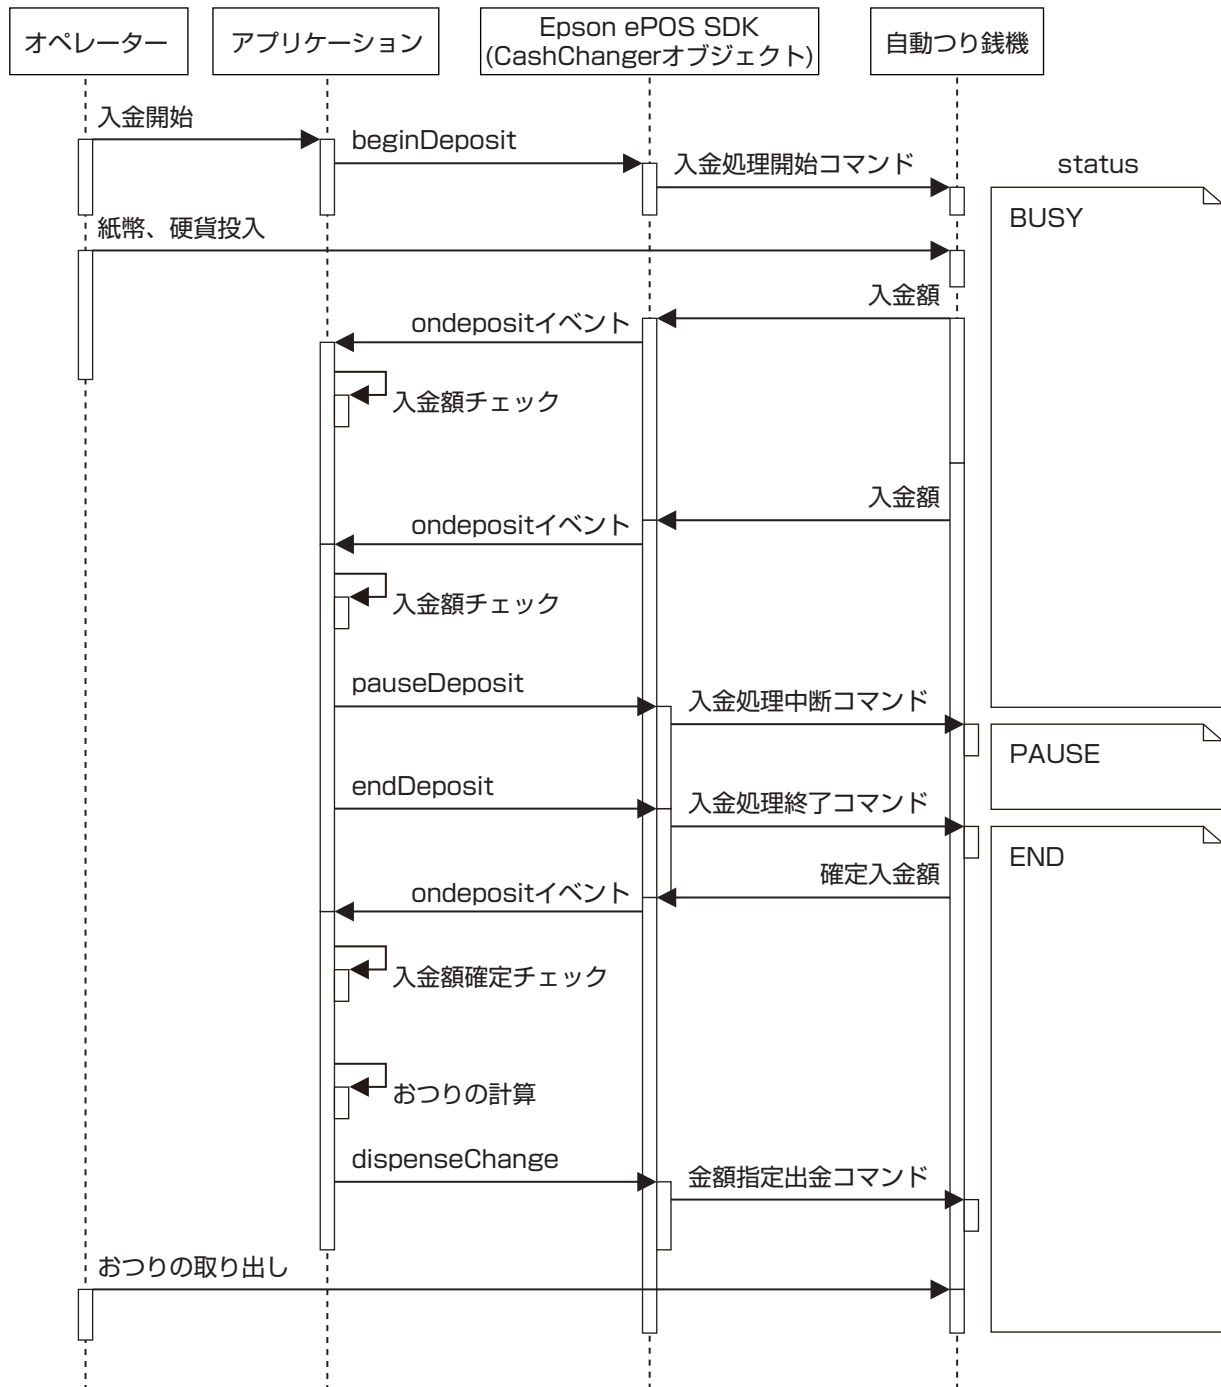 オペレーター
アプリケーション
Epson ePOS SDK
(CashChangerオブジェクト)
自動つり銭機
入金開始
beginDeposit
入金処理開始コマンド
status
BUSY
紙幣、硬貨投入
入金額
ondepositイベント
入金額チェック
入金額
ondepositイベント
入金額チェック
pauseDeposit
入金処理中断コマンド
PAUSE
endDeposit
入金処理終了コマンド
END
確定入金額
ondepositイベント
入金額確定チェック
おつりの計算
dispenseChange
金額指定出金コマンド
おつりの取り出し